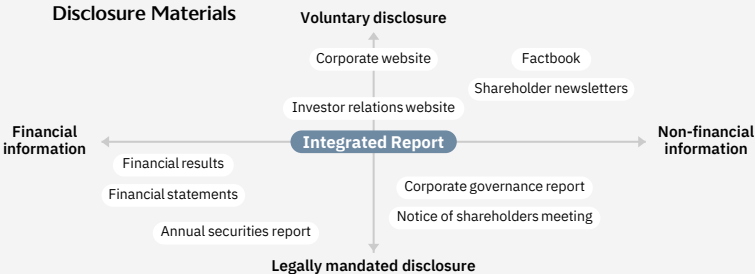 Disclosure Materials
Voluntary disclosure
Corporate website
Factbook
Shareholder newsletters
Investor relations website
Financial
information
Integrated Report
Non-financial
information
Financial results
Financial statements
Annual securities report
Corporate governance report
Notice of shareholders meeting
Legally mandated disclosure